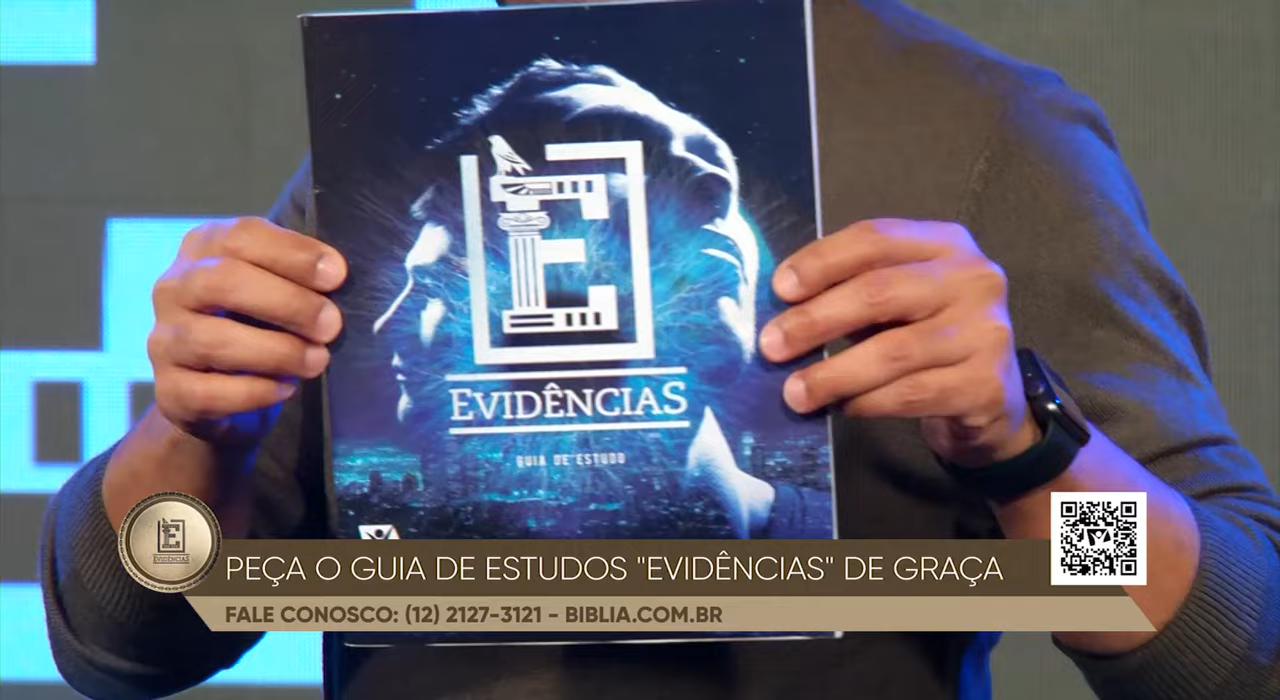 E
EVIDÊNCIAS
GUIA DE ESTUDO
E
EVIDÊNCIAS
PEÇA O GUIA DE ESTUDOS "EVIDÊNCIAS" DE GRAÇA
FALE CONOSCO: (12) 2127-3121 - BIBLIA.COM.BR